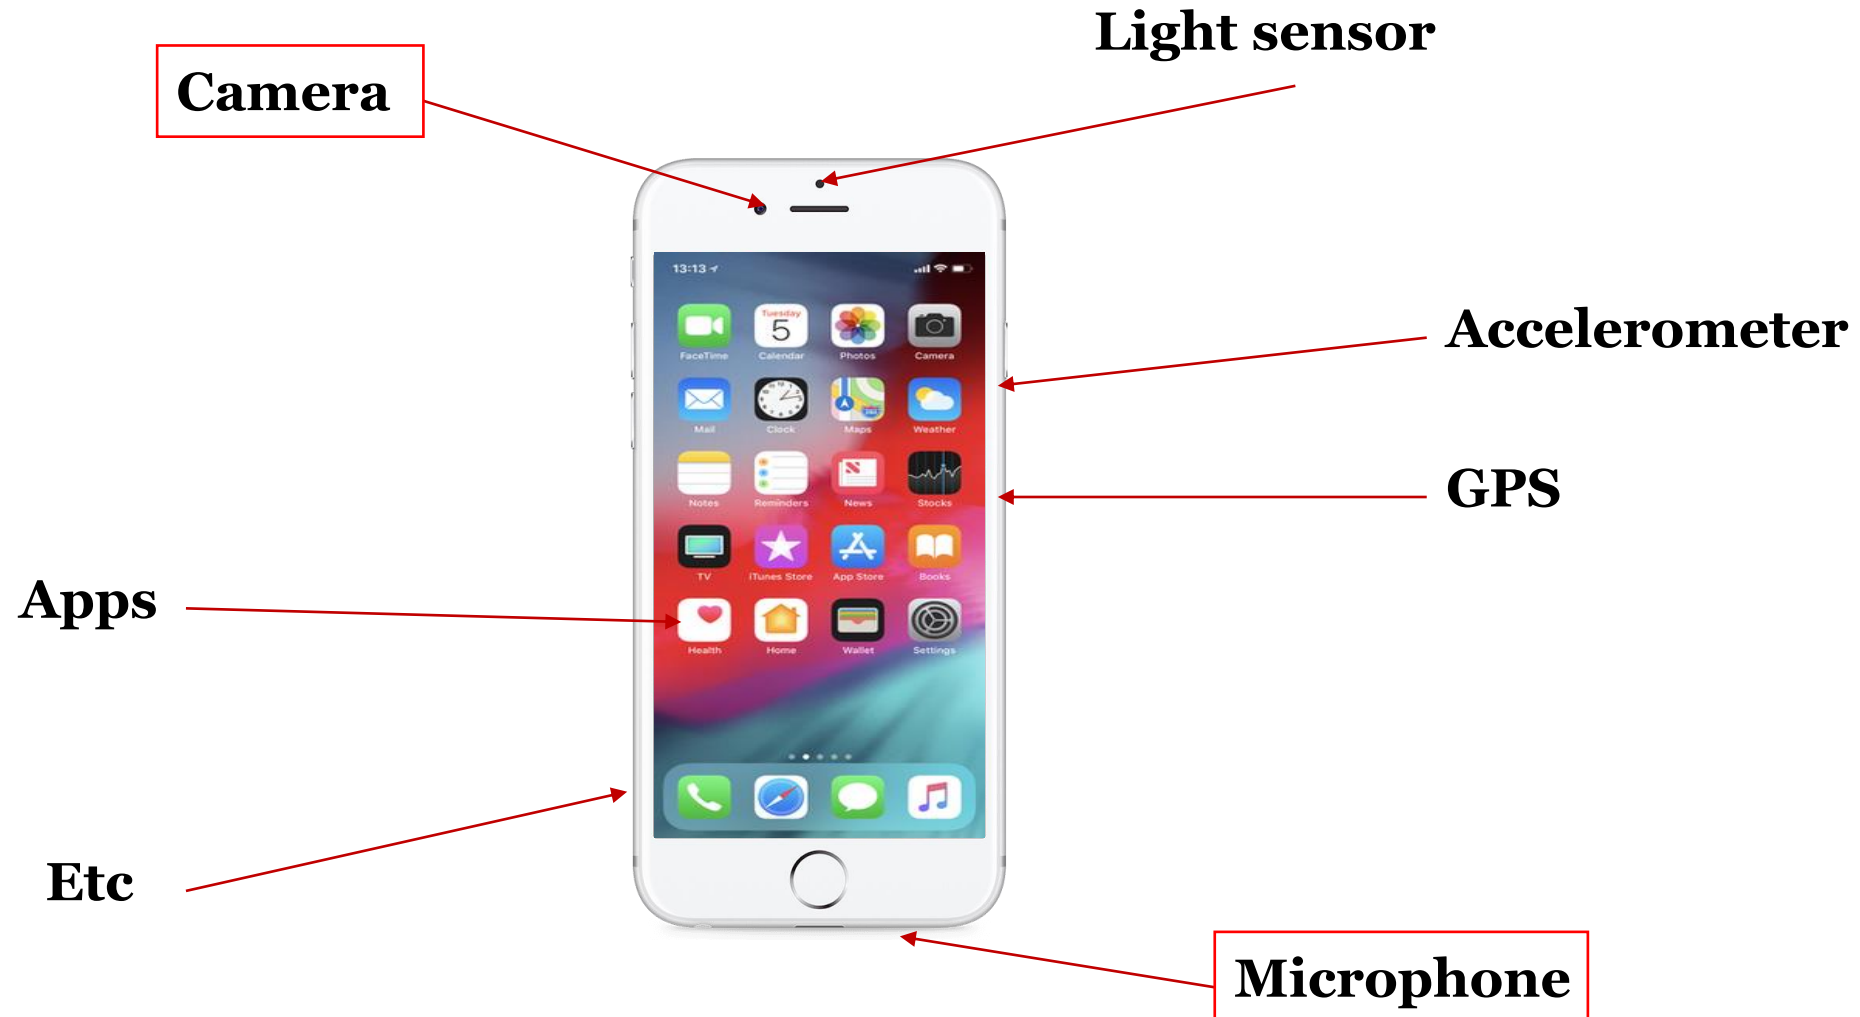 Light sensor
Camera
13:13
Tuesday
5
FaceTime Calendar Photos Camera
Accelerometer
12
Mail Clock Maps Weather
GPS
Notes Reminders News Stocks
TV iTunes Store App Store Books
Apps
Health Home Wallet Settings
Etc
Microphone